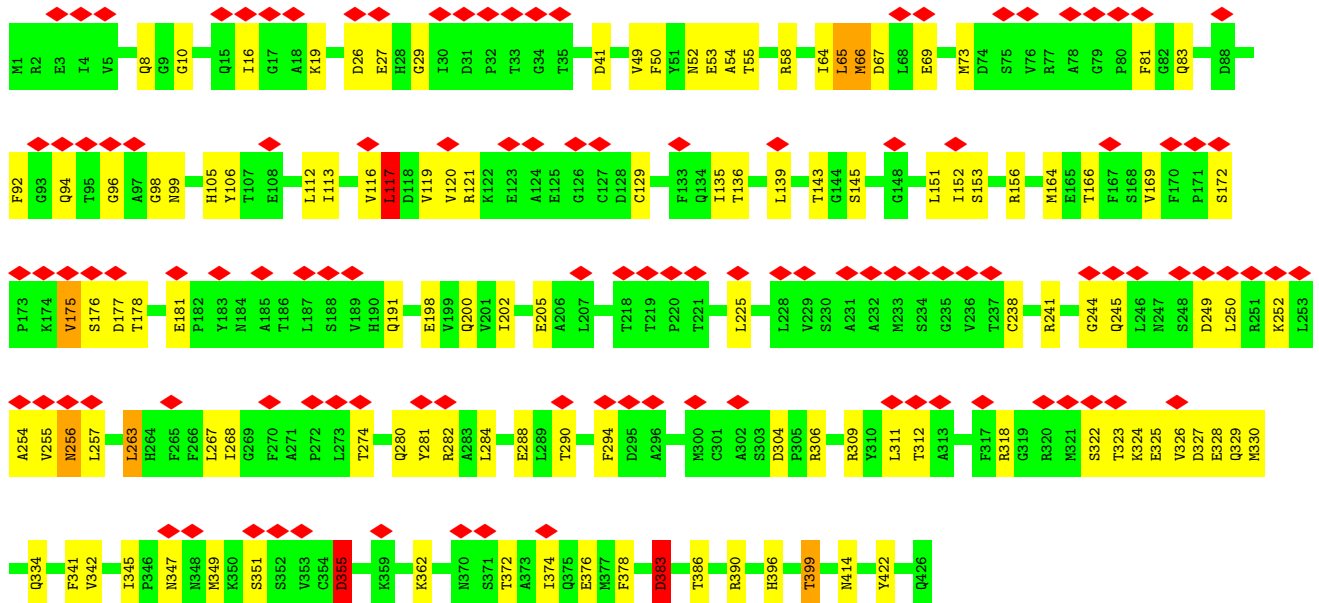 M1 R2 E3 I4 V5 Q8 G9 G10 Q15 I16 G17 A18 K19 D26 E27 H28 G29 I30 D31 P32 T33 G34 T35 D41 V49 F50 Y51 N52 E53 A54 T55 R58 I64 L65 M66 D67 L68 E69 M73 D74 S75 V76 R77 A78 G79 P80 F81 G82 Q83 D88
F92 G93 Q94 T95 G96 A97 G98 N99 H105 Y106 T107 E108 L112 I113 V116 L117 D118 V119 V120 R121 K122 E123 A124 E125 G126 C127 D128 C129 F133 Q134 I135 T136 L139 T143 G144 S145 G148 L151 I152 S153 R156 M164 E165 T166 F167 S168 V169 F170 P171 S172
P173 K174 V175 S176 D177 T178 E181 P182 Y183 N184 A185 T186 L187 S188 V189 H190 Q191 E198 V199 Q200 V201 I202 E205 A206 L207 T218 T219 P220 T221 L225 L228 V229 S230 A231 A232 M233 S234 G235 V236 T237 C238 R241 G244 Q245 L246 N247 S248 D249 L250 R251 K252 L253
A254 V255 N256 L257 L263 H264 F265 F266 L267 I268 G269 F270 A271 P272 L273 T274 Q280 Y281 R282 A283 L284 E288 L289 T290 F294 D295 A296 M300 C301 A302 S303 D304 P305 R306 R309 Y310 L311 T312 A313 F317 R318 G319 R320 M321 S322 T323 K324 E325 V326 D327 E328 Q329 M330
Q334 F341 V342 I345 P346 N347 N348 M349 K350 S351 S352 V353 C354 D355 K359 K362 N370 S371 T372 A373 I374 Q375 E376 M377 F378 D383 T386 R390 H396 T399 N414 Y422 Q426